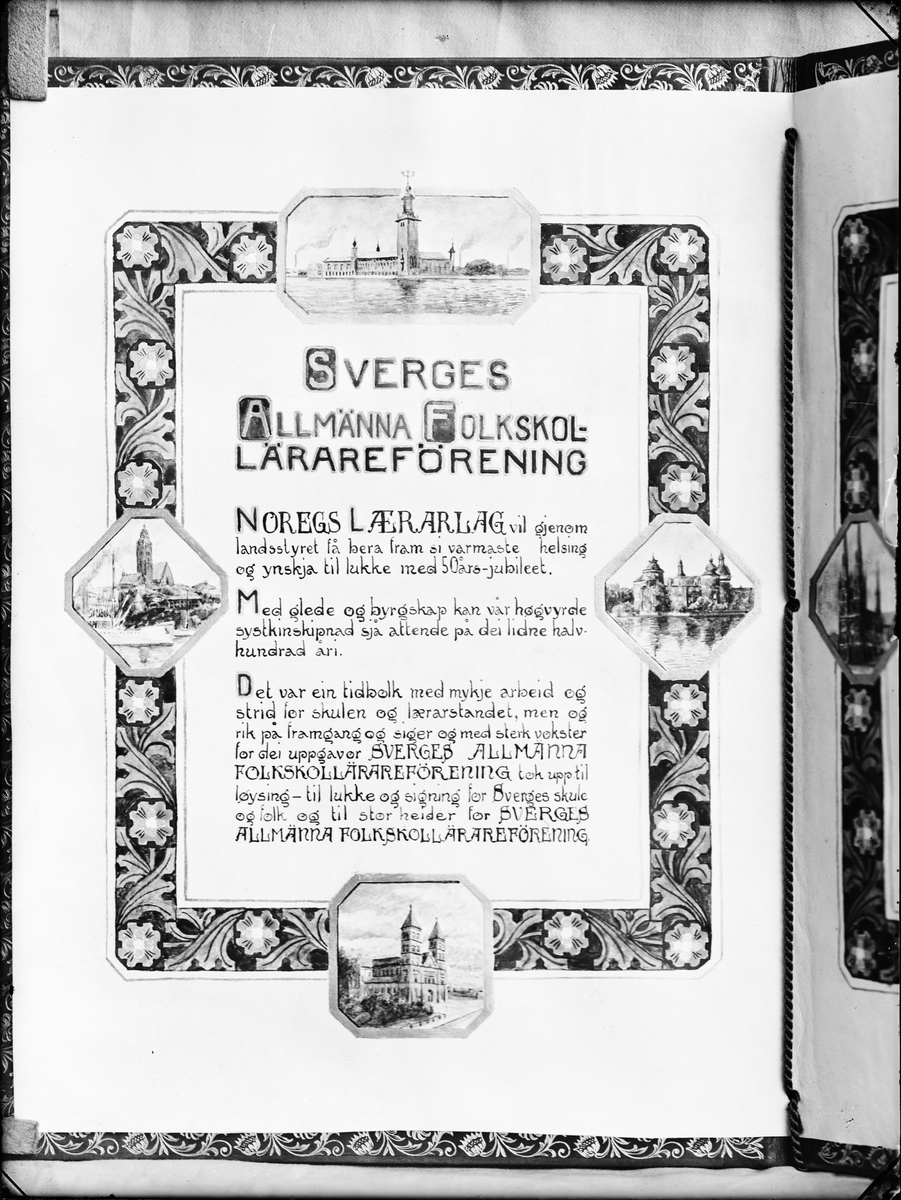 SVERGES
ALLMÄNNA FOLKSKOL-
LÄRAREFÖRENING
NOREGS LÆRARLAG vil gjenom
landsstyret få bera fram si varmaste helsing
og ynskja til lukke med 50års-jubileet.
Med glede og byrgskap kan vår høgvyrde
systkinskipnad sjå attende på dei lidne halv-
hundrad åri.
Det var ein tidbolk med mykje arbeid og
strid for skulen og lærarstandet, men og
rik på framgang og siger og med sterk vokster
for dei uppgåvor SVERGES ALLMÄNNA
FOLKSKOLLÄRAREFÖRENING tok upp til
løysing – til lukke og signing for Sverges skule
og folk og til stor heider for SVERGES
ALLMÄNNA FOLKSKOLLÄRAREFÖRENING